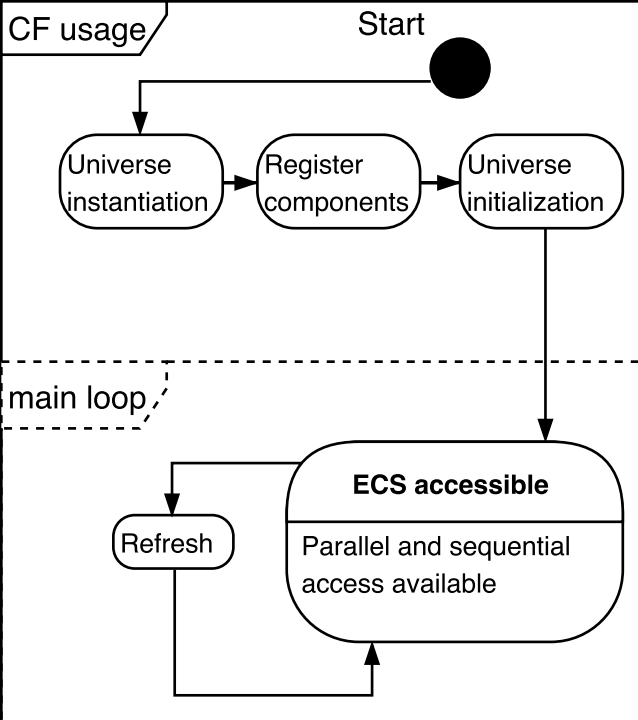 CF usage
Start
Universe
instantiation
Register
components
Universe
initialization
main loop
ECS accessible
Parallel and sequential
access available
Refresh